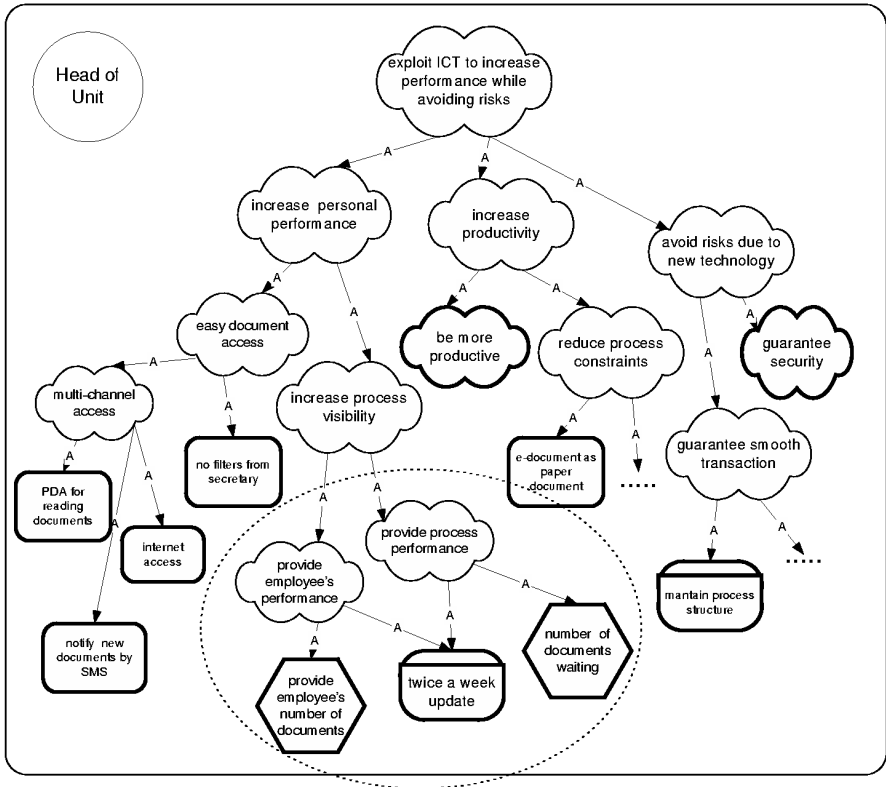 Head of
Unit
exploit ICT to increase
performance while
avoiding risks
A
A
A
increase personal
performance
increase
productivity
avoid risks due to
new technology
A
A
A
A
A
A
easy document
access
be more
productive
reduce process
constraints
guarantee
security
A
A
multi-channel
access
increase process
visibility
A
A
guarantee smooth
transaction
A
A
A
PDA for
reading
documents
no filters from
secretary
e-document as
paper
document
.....
internet
access
A
A
A
A
provide process
performance
provide
employee's
performance
.....
mantain process
structure
A
A
A
A
notify new
documents by
SMS
number of
documents
waiting
provide
employee's
number of
documents
twice a week
update